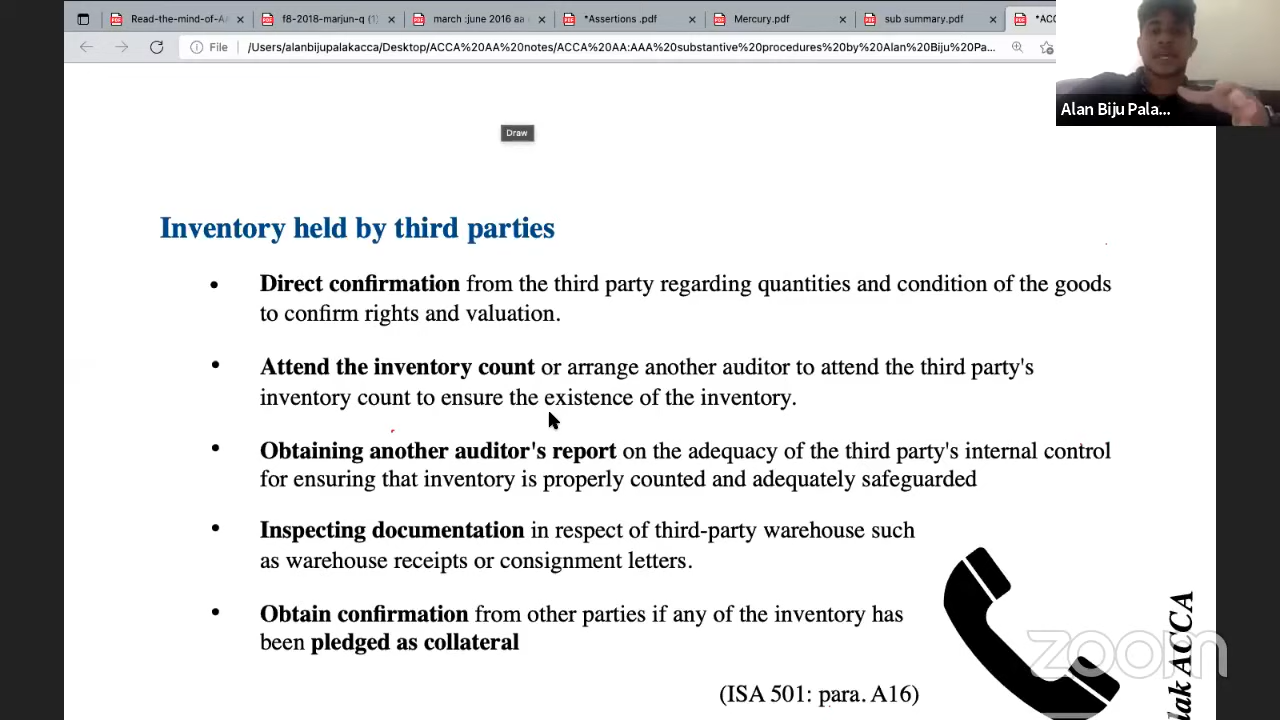 Read-the-mind-of-A
f8-2018-marjun-q (1)
march :june 2016 aa
*Assertions .pdf
Mercury.pdf
sub summary.pdf
*ACC
File
/Users/alanbijupalakacca/Desktop/ACCA%20AA%20notes/ACCA%20AA:AAA%20substantive%20procedures%20by%20Alan%20Biju%20Pa...
Alan Biju Pala...
Draw
Inventory held by third parties
• Direct confirmation from the third party regarding quantities and condition of the goods
to confirm rights and valuation.
• Attend the inventory count or arrange another auditor to attend the third party's
inventory count to ensure the existence of the inventory.
• Obtaining another auditor's report on the adequacy of the third party's internal control
for ensuring that inventory is properly counted and adequately safeguarded
• Inspecting documentation in respect of third-party warehouse such
as warehouse receipts or consignment letters.
• Obtain confirmation from other parties if any of the inventory has
been pledged as collateral
(ISA 501: para. A16)
zoom
lak ACCA